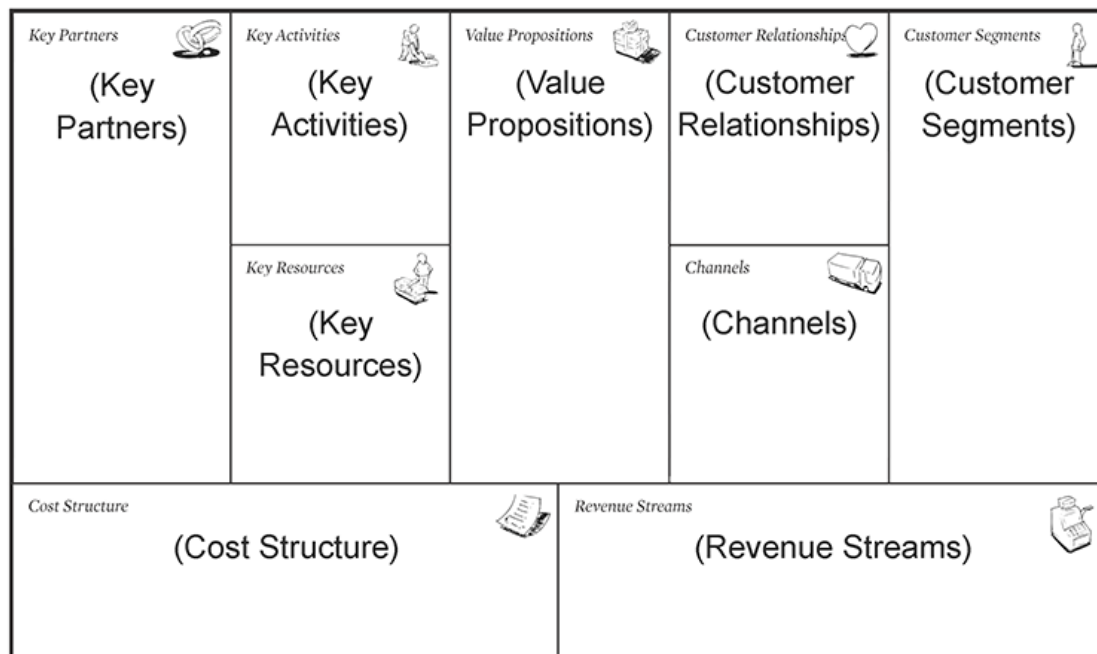 Key Partners
(Key
Partners)
Key Activities
(Key
Activities)
Key Resources
(Key
Resources)
Value Propositions
(Value
Propositions)
Customer Relationships
(Customer
Relationships)
Channels
(Channels)
Customer Segments
(Customer
Segments)
Cost Structure
(Cost Structure)
Revenue Streams
(Revenue Streams)